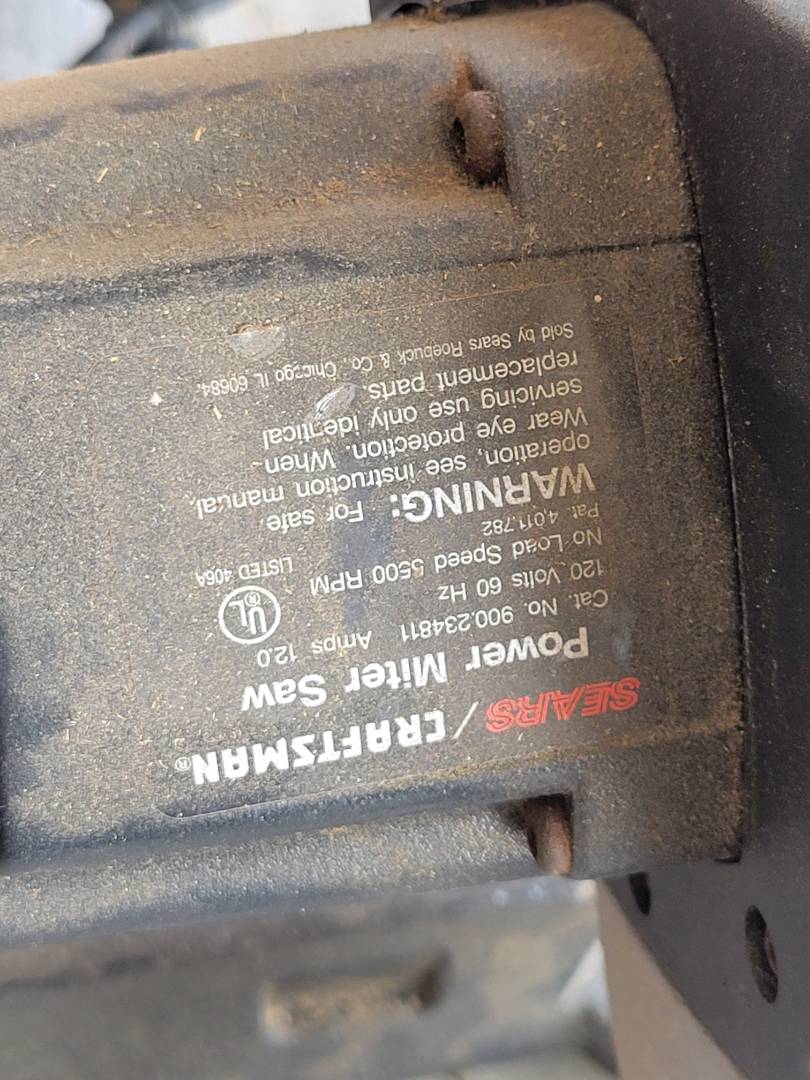 SEARS / CRAFTSMAN®
Power Miter Saw
Cat. No. 900.234811 Amps 12.0
120 Volts 60 Hz
No Load Speed 5500 RPM
Pat. 4,011,782
UL ®
LISTED 406A
WARNING: For safe
operation, see instruction manual.
Wear eye protection. When
servicing use only identical
replacement parts.
Sold by Sears Roebuck & Co., Chicago IL 60684.